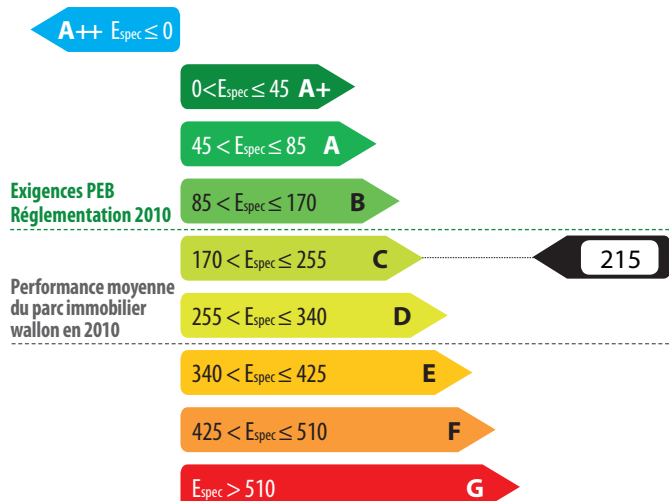 A++ Espec ≤ 0
0 < Espec ≤ 45 A+
45 < Espec ≤ 85 A
Exigences PEB
Réglementation 2010
85 < Espec ≤ 170 B
170 < Espec ≤ 255 C
215
Performance moyenne
du parc immobilier
wallon en 2010
255 < Espec ≤ 340 D
340 < Espec ≤ 425 E
425 < Espec ≤ 510 F
Espec > 510 G